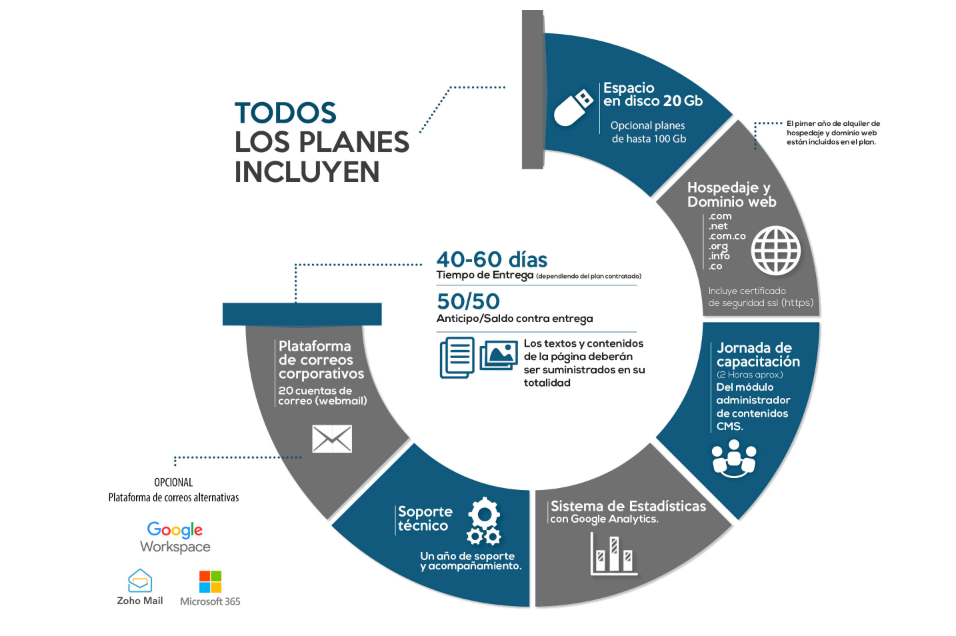 TODOS
LOS PLANES
INCLUYEN
Espacio
en disco 20 Gb
Opcional planes
de hasta 100 Gb
El pimer año de alquiler de
hospedaje y dominio web
están incluidos en el plan.
Hospedaje y
Dominio web
.com
.net
.com.co
.org
.info
.co
Incluye certificado
de seguridad ssl (https)
Jornada de
capacitación
(2 Horas aprox.)
Del módulo
administrador
de contenidos
CMS.
Sistema de Estadísticas
con Google Analytics.
Soporte
técnico
Un año de soporte
y acompañamiento.
Plataforma
de correos
corporativos
20 cuentas de
correo (webmail)
40-60 días
Tiempo de Entrega (dependiendo del plan contratado)
50/50
Anticipo/Saldo contra entrega
Los textos y contenidos
de la página deberán
ser suministrados en su
totalidad
OPCIONAL
Plataforma de correos alternativas
Google
Workspace
Zoho Mail
Microsoft 365